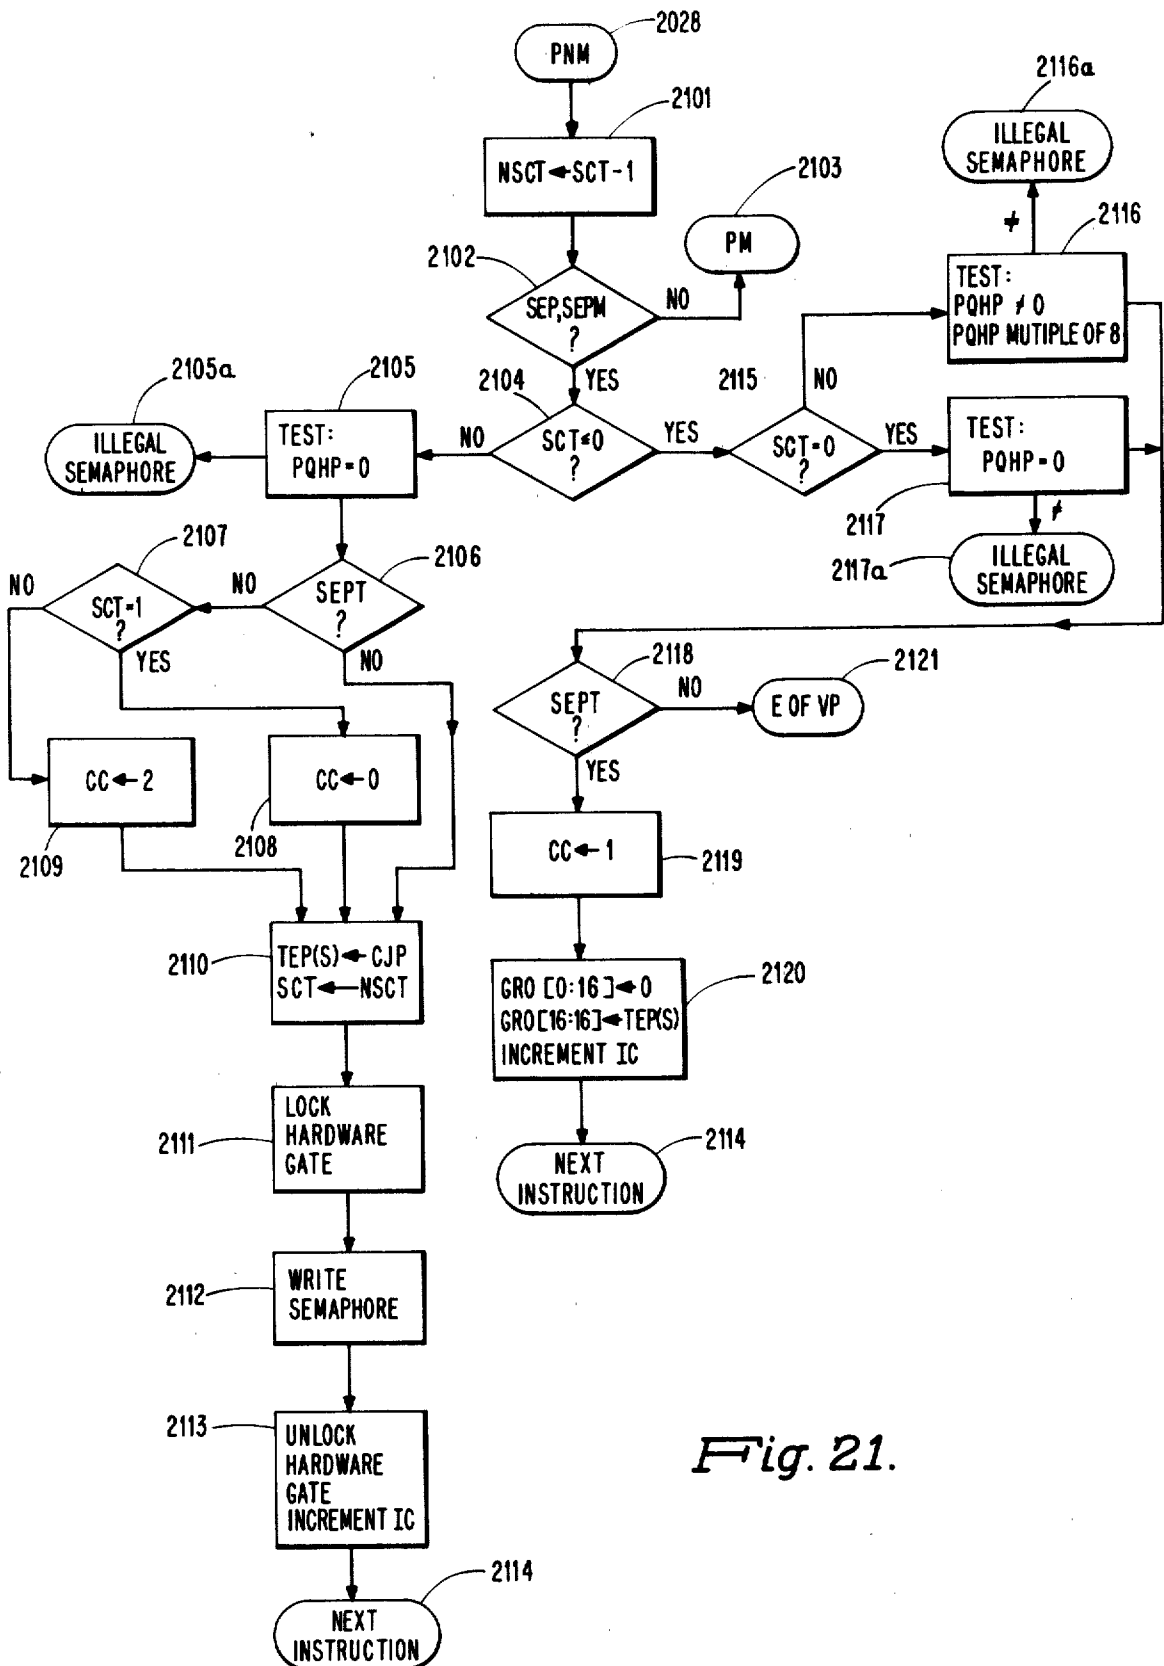 2028
PNM
2101
NSCT←SCT-1
2103
PM
2102
SEP,SEPM
?
NO
YES
2116a
ILLEGAL
SEMAPHORE
≠
2116
TEST:
PQHP ≠ 0
PQHP MUTIPLE OF 8
2104
SCT≤0
?
NO
YES
2115
NO
SCT=0
?
YES
TEST:
PQHP=0
2117
≠
2117a
ILLEGAL
SEMAPHORE
2105a
ILLEGAL
SEMAPHORE
2105
TEST:
PQHP=0
2107
NO
SCT=1
?
YES
2106
NO
SEPT
?
NO
2118
SEPT
?
NO
YES
2121
E OF VP
CC←2
2109
CC←0
2108
CC←1
2119
2110
TEP(S)←CJP
SCT←NSCT
2120
GRO [0:16]←0
GRO[16:16]←TEP(S)
INCREMENT IC
2111
LOCK
HARDWARE
GATE
2114
NEXT
INSTRUCTION
2112
WRITE
SEMAPHORE
2113
UNLOCK
HARDWARE
GATE
INCREMENT IC
2114
NEXT
INSTRUCTION
Fig. 21.